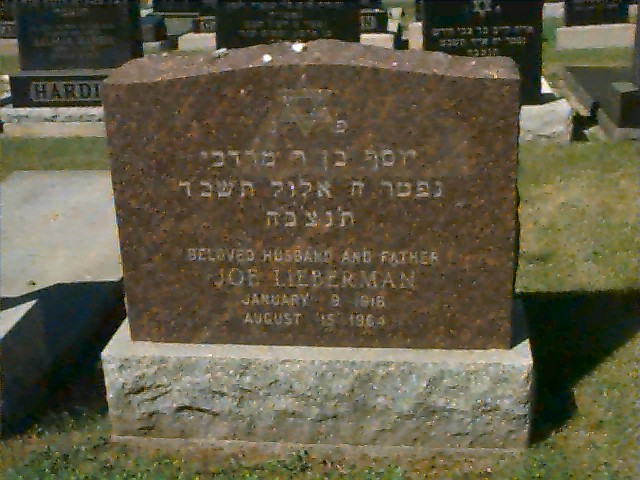 HARDI
פ
יוסף בן ר מרדכי
נפטר ה אלול תשכד
תנצבה
BELOVED HUSBAND AND FATHER
JOE LIEBERMAN
JANUARY 9 1916
AUGUST 15 1964